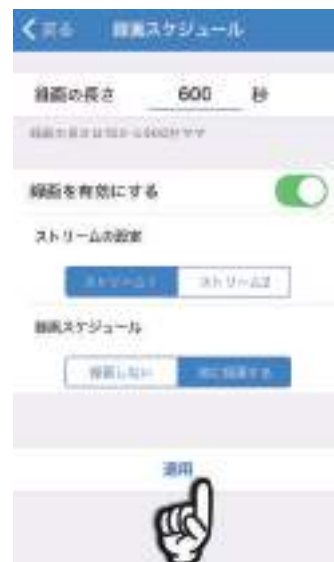 戻る 録画スケジュール
録画の長さ 600 秒
録画を有効にする
ストリームの設定
ストリーム1 ストリーム2
録画スケジュール
録画しない 常に録画する
適用